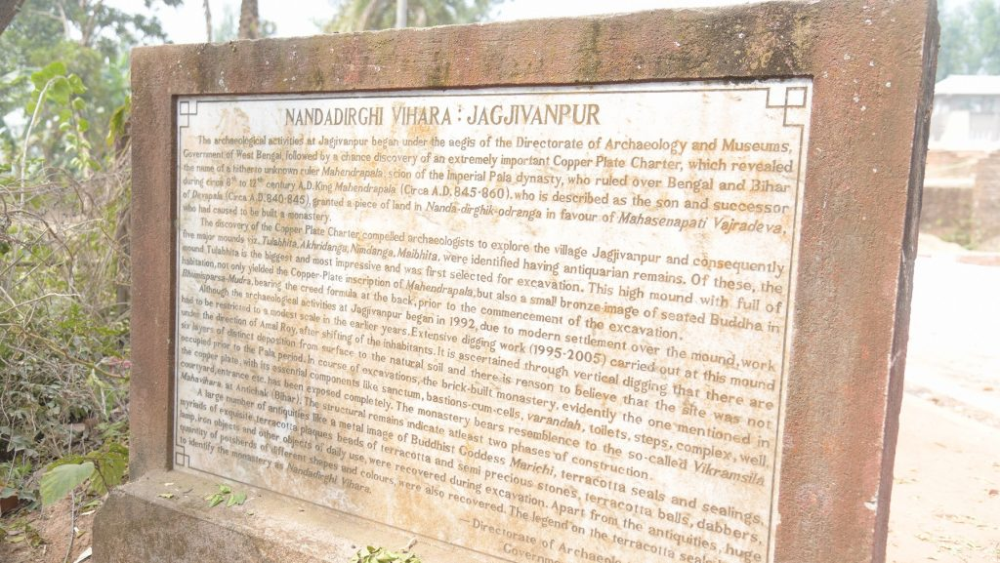 NANDADIRGHI VIHARA : JAGJIVANPUR
The archaeological activities at Jagjivanpur began under the aegis of the Directorate of Archaeology and Museums,
Government of West Bengal, followed by a chance discovery of an extremely important Copper Plate Charter, which revealed
the name of a hitherto unknown ruler Mahendrapala, scion of the Imperial Pala dynasty, who ruled over Bengal and Bihar
during circa 8th to 12th century A.D. King Mahendrapala (Circa A.D. 845-860), who is described as the son and successor
of Devpala (Circa A.D. 840-845), granted a piece of land in Nanda-dirghik-odranga in favour of Mahasenapati Vajradeva,
who had caused to be built a monastery.
The discovery of the Copper Plate Charter compelled archaeologists to explore the village Jagjivanpur and consequently
five major mounds viz. Tulabhita, Akhridanga, Nimdanga, Maibhita, were identified having antiquarian remains. Of these, the
mound, Tulabhita is the biggest and most impressive and was first selected for excavation. This high mound with full of
habitation, not only yielded the Copper-Plate inscription of Mahendrapala, but also a small bronze image of seated Buddha in
Bhumisparsa-Mudra, bearing the creed formula at the back, prior to the commencement of the excavation.
Although the archaeological activities at Jagjivanpur began in 1992, due to modern settlement over the mound, work
had to be restricted to a modest scale in the earlier years. Extensive digging work (1995-2005) carried out at this mound
under the direction of Amal Roy, after shifting of the inhabitants. It is ascertained through vertical digging that there are
six layers of distinct deposition from surface to the natural soil and there is renson to believe that the site was not
occupied prior to the Pala period. In course of excavations, the brick-built monastery, evidently the one mentioned in
the copper plate, with its essential components like sanctum, bastions-cum-cells, varandah, toilets, steps, complex, well,
courtyard, entrance etc. has been exposed completely. The monastery bears resemblence to the so-called Vikramsila
Mahavihara, at Antichak (Bihar). The structural remains indicate atleast two phases of construction.
A large number of antiquities like a metal image of Buddhist Goddess Marichi, terracotta seals and sealings,
myriads of exquisite terracotta plaques, beads of terracotta and semi precious stones, terracotta balls, dabbers,
lamp, iron objects and other objects of daily use, were recovered during excavation. Apart from the antiquities, huge
quantity of potsherds of different shapes and colours, were also recovered. The legend on the terracotta seals
to identify the monastery as Nandadirghi Vihara.
—Directorate of Archaeology
Government